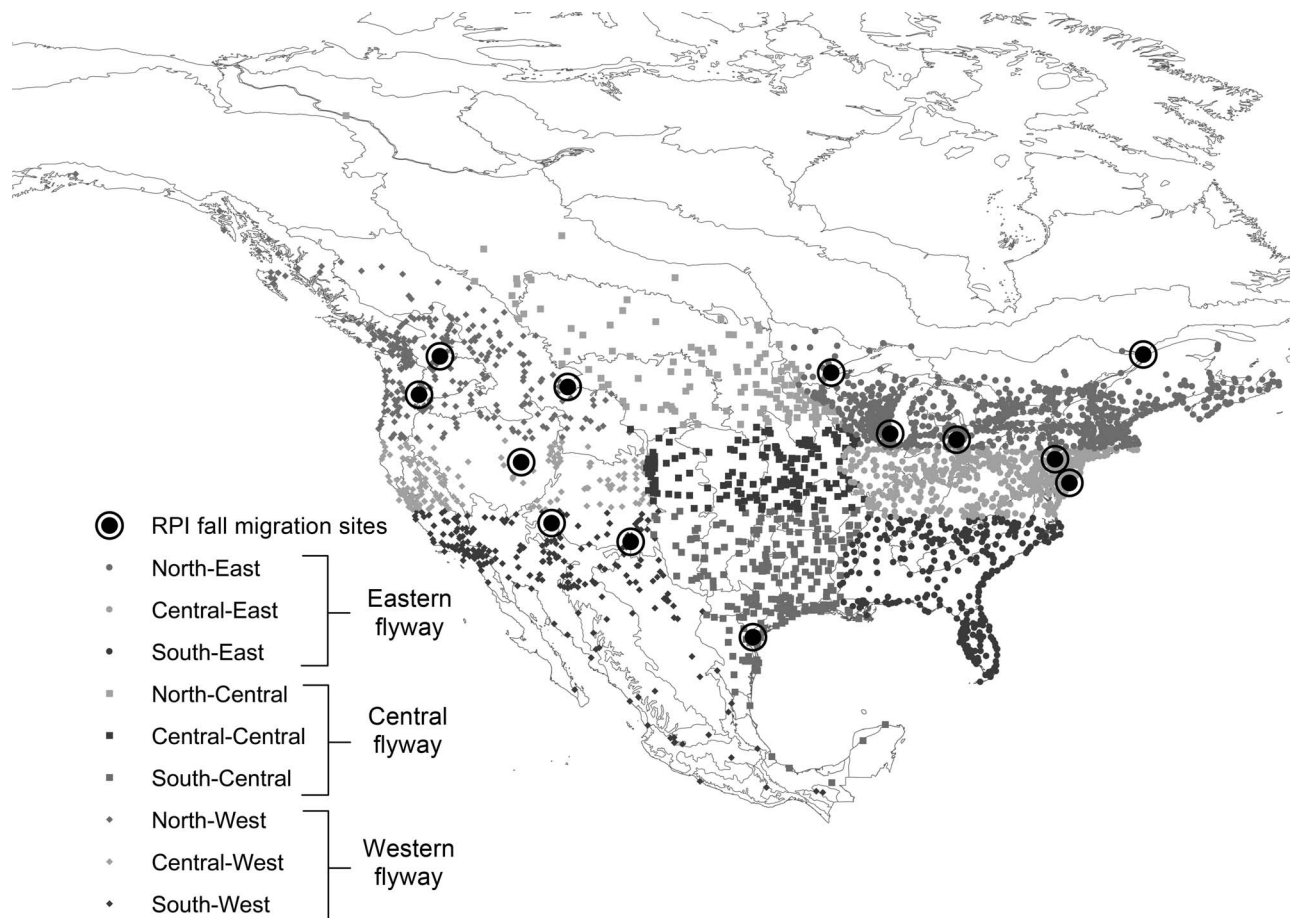 RPI fall migration sites
North-East
Central-East
South-East
Eastern
flyway
North-Central
Central-Central
South-Central
Central
flyway
North-West
Central-West
South-West
Western
flyway